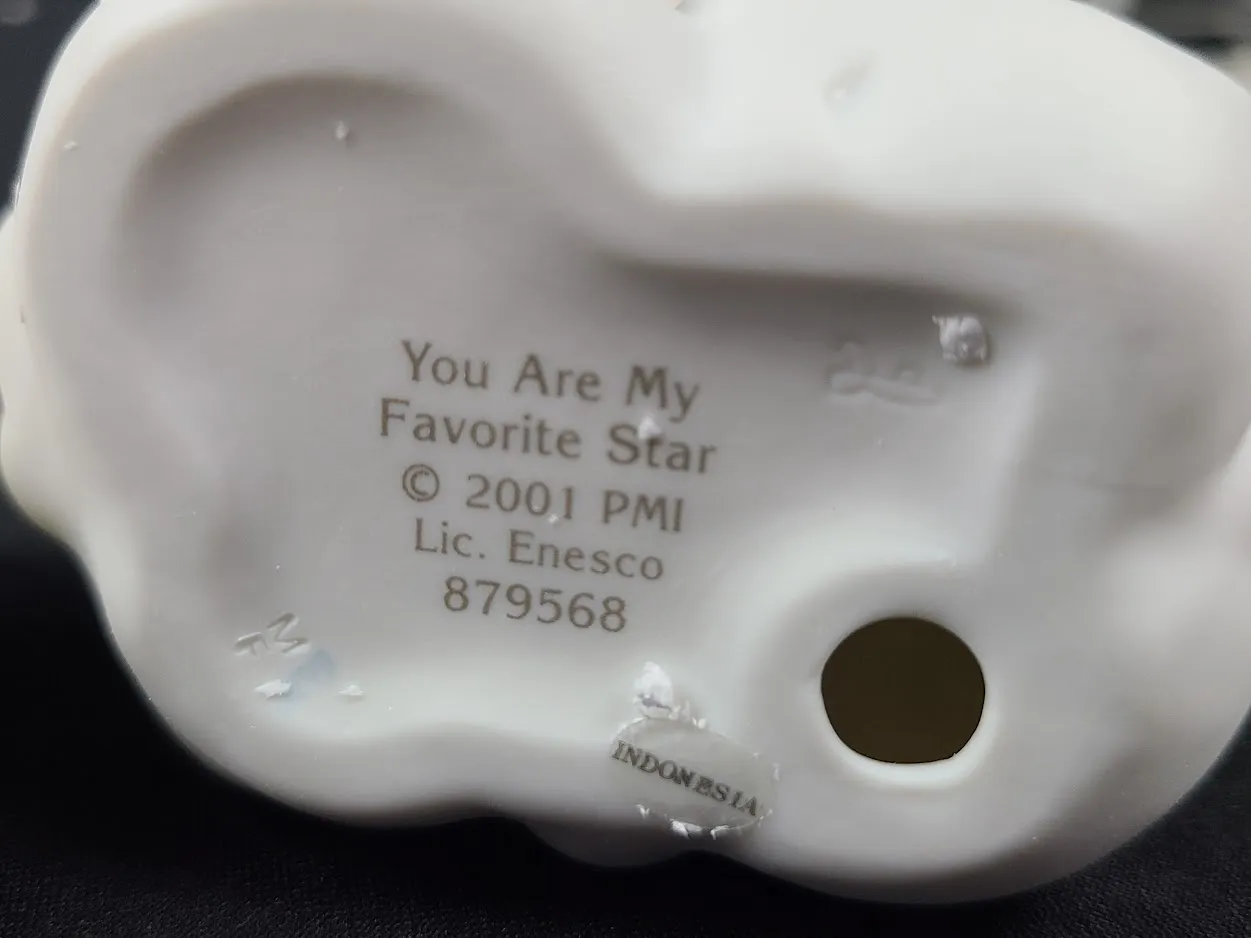 You Are My
Favorite Star
© 2001 PMI
Lic. Enesco
879568
INDONESIA